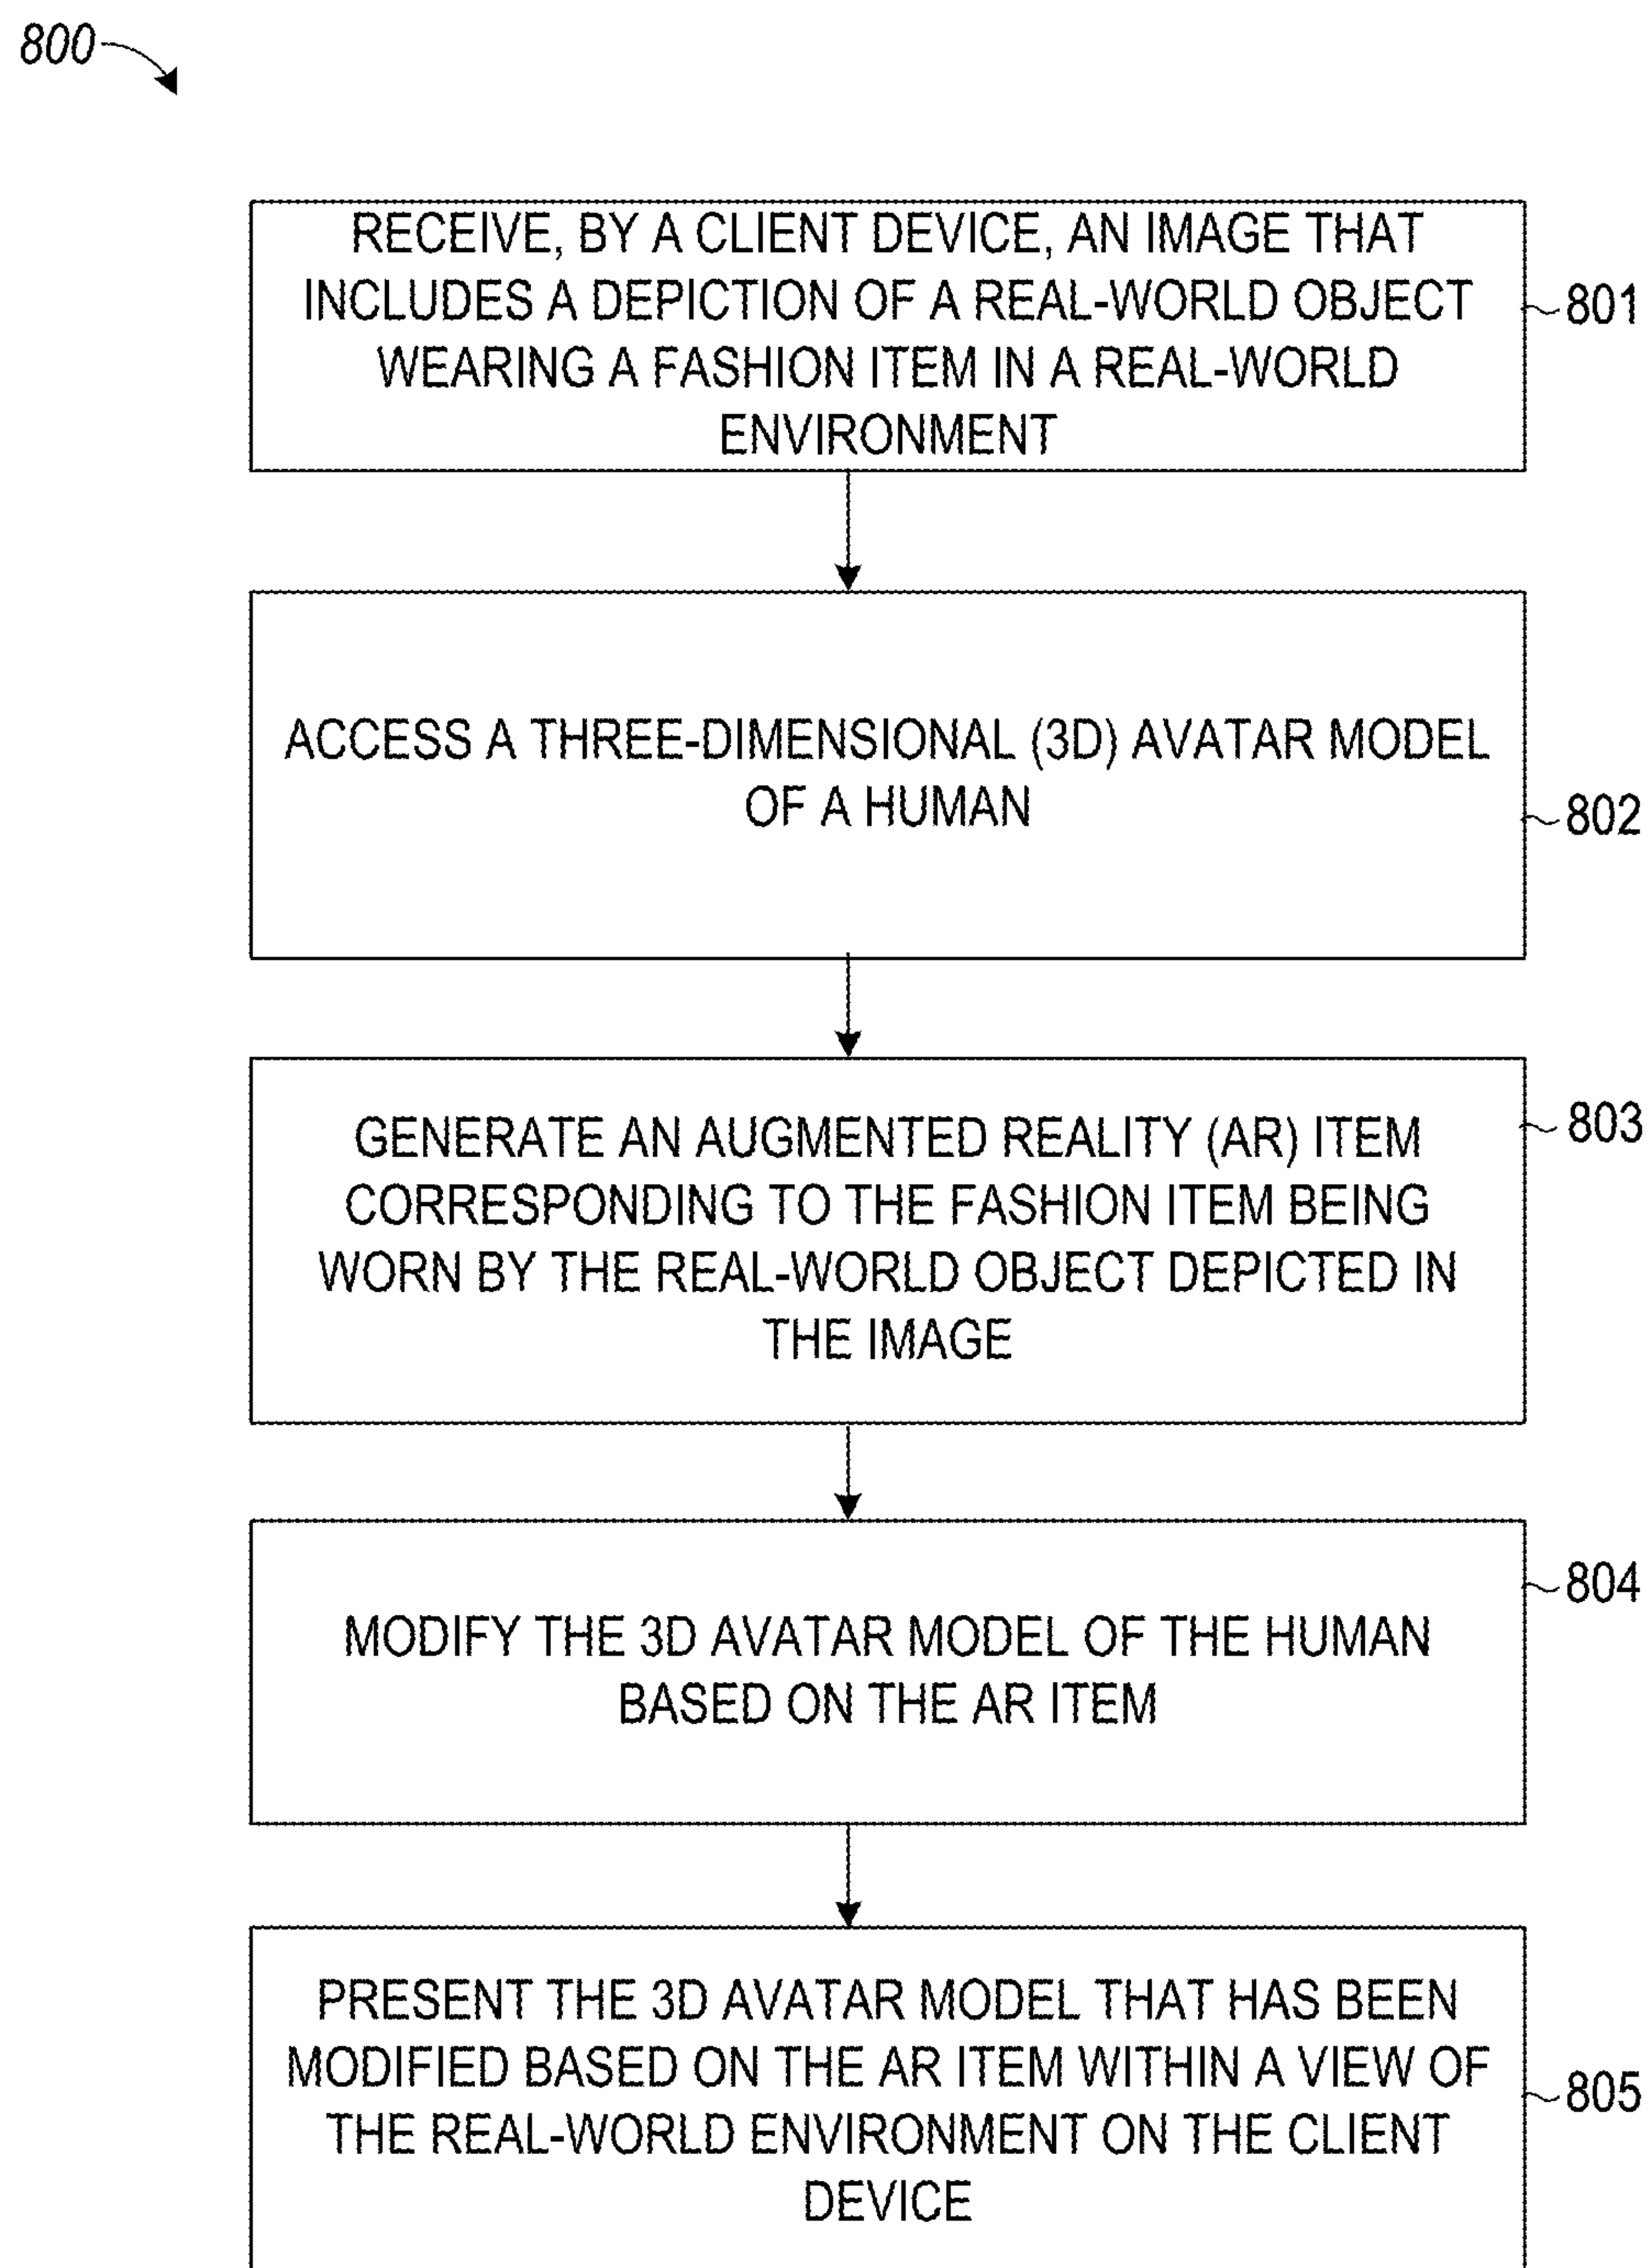 800
RECEIVE, BY A CLIENT DEVICE, AN IMAGE THAT
INCLUDES A DEPICTION OF A REAL-WORLD OBJECT
WEARING A FASHION ITEM IN A REAL-WORLD
ENVIRONMENT
801
ACCESS A THREE-DIMENSIONAL (3D) AVATAR MODEL
OF A HUMAN
802
GENERATE AN AUGMENTED REALITY (AR) ITEM
CORRESPONDING TO THE FASHION ITEM BEING
WORN BY THE REAL-WORLD OBJECT DEPICTED IN
THE IMAGE
803
MODIFY THE 3D AVATAR MODEL OF THE HUMAN
BASED ON THE AR ITEM
804
PRESENT THE 3D AVATAR MODEL THAT HAS BEEN
MODIFIED BASED ON THE AR ITEM WITHIN A VIEW OF
THE REAL-WORLD ENVIRONMENT ON THE CLIENT
DEVICE
805